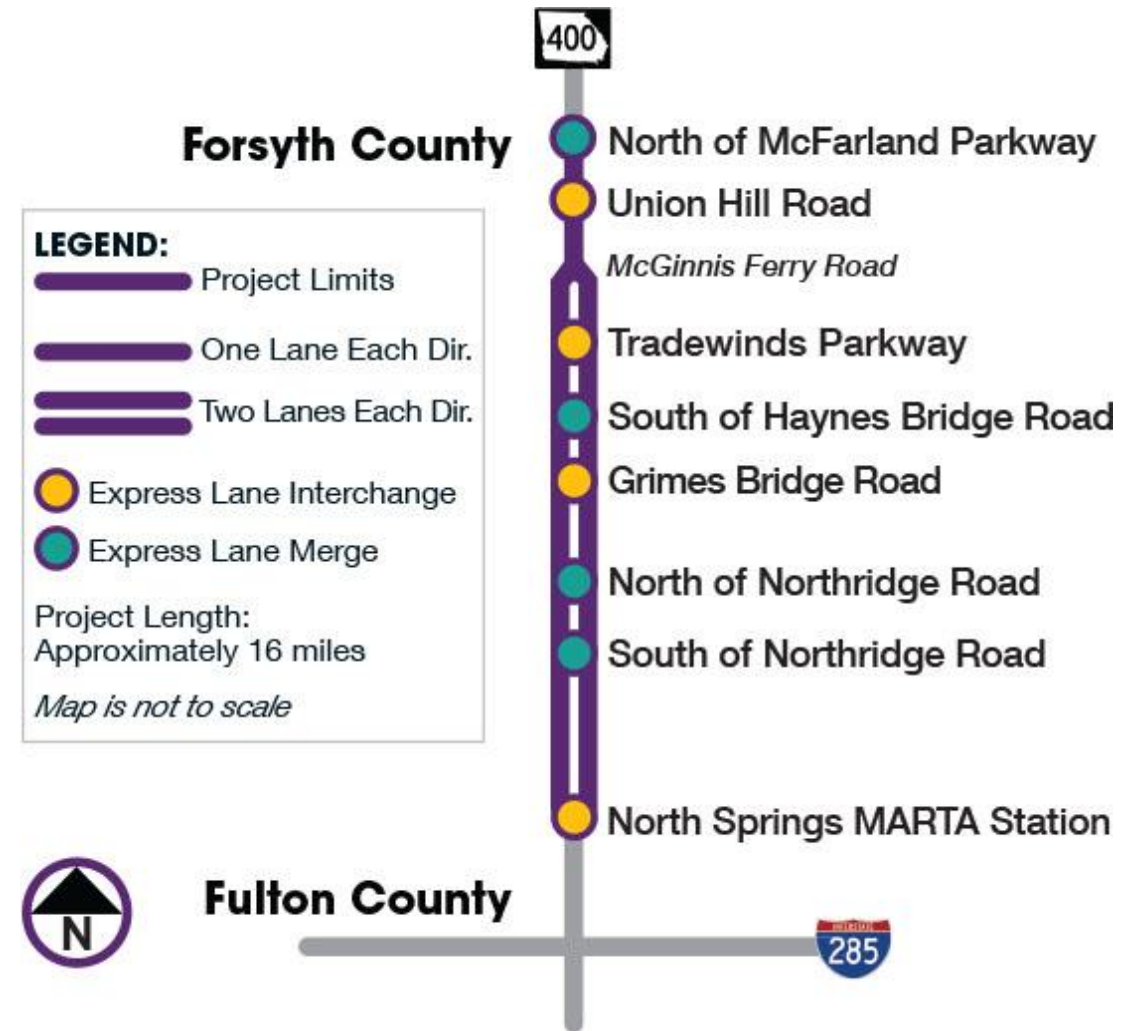 400
Forsyth County
North of McFarland Parkway
Union Hill Road
McGinnis Ferry Road
Tradewinds Parkway
South of Haynes Bridge Road
Grimes Bridge Road
North of Northridge Road
South of Northridge Road
North Springs MARTA Station
LEGEND:
Project Limits
One Lane Each Dir.
Two Lanes Each Dir.
Express Lane Interchange
Express Lane Merge
Project Length:
Approximately 16 miles
Map is not to scale
N
Fulton County
INTERSTATE
285